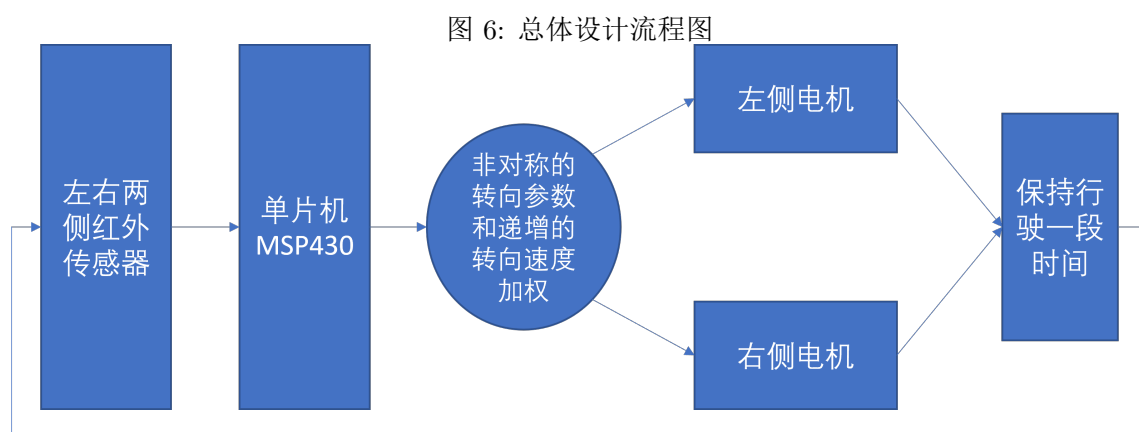 图 6: 总体设计流程图
左右两
侧红外
传感器
单片机
MSP430
非对称的
转向参数
和递增的
转向速度
加权
左侧电机
右侧电机
保持行
驶一段
时间